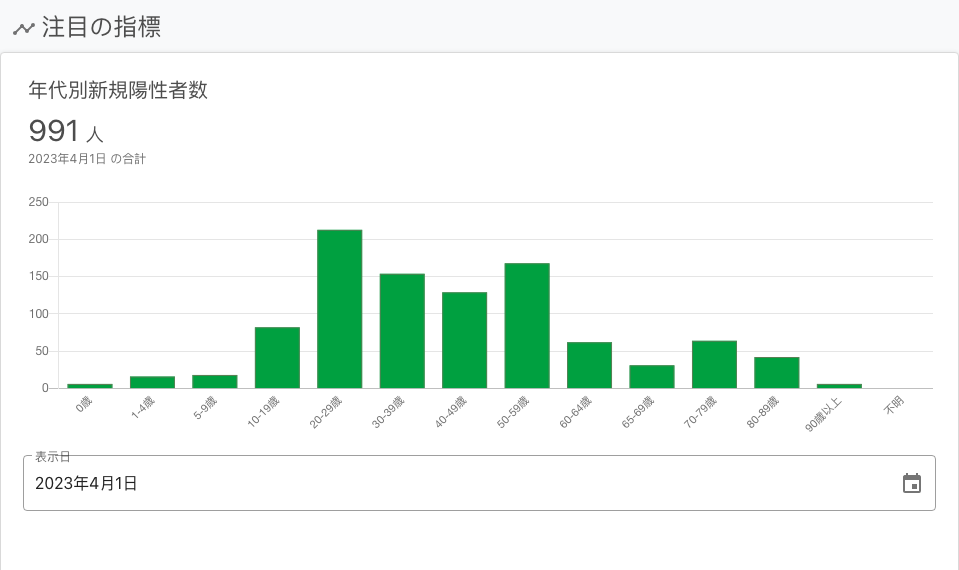 注目の指標
年代別新規陽性者数
991 人
2023年4月1日 の合計
250
200
150
100
50
0
0歳
1-4歳
5-9歳
10-19歳
20-29歳
30-39歳
40-49歳
50-59歳
60-64歳
65-69歳
70-79歳
80-89歳
90歳以上
不明
表示日
2023年4月1日